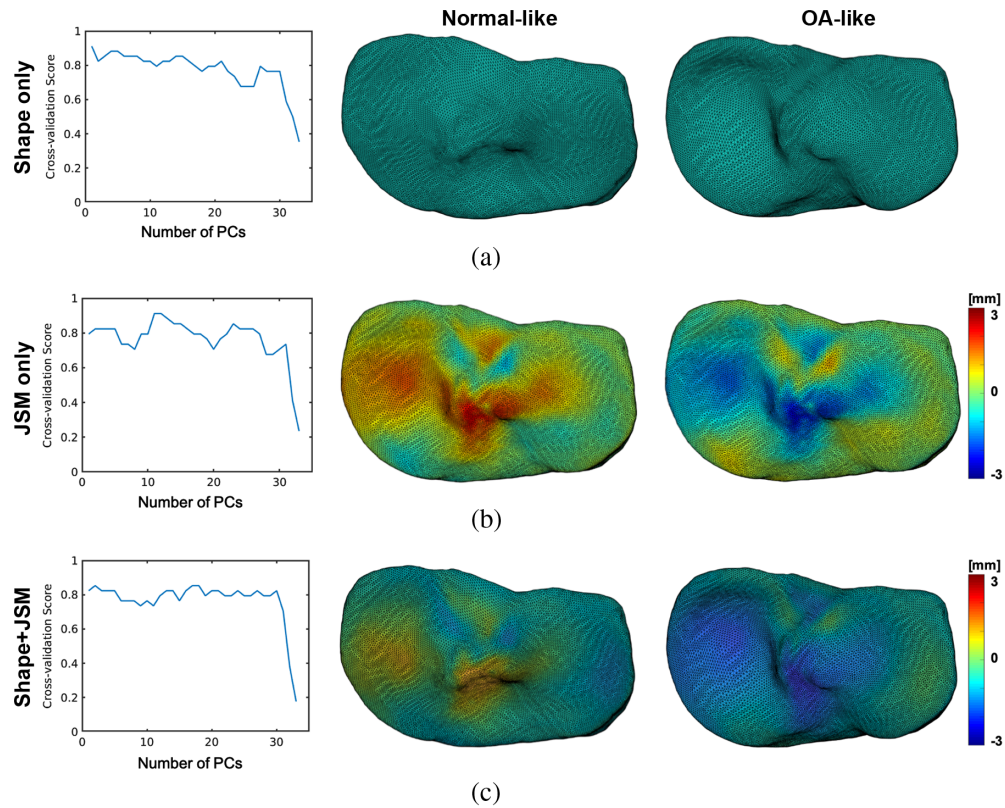 Normal-like
OA-like
Shape only
Cross-validation Score
1
0.8
0.6
0.4
0.2
0
0 10 20 30
Number of PCs
(a)
JSM only
Cross-validation Score
1
0.8
0.6
0.4
0.2
0
0 10 20 30
Number of PCs
[mm]
3
0
-3
(b)
Shape+JSM
Cross-validation Score
1
0.8
0.6
0.4
0.2
0
0 10 20 30
Number of PCs
[mm]
3
0
-3
(c)